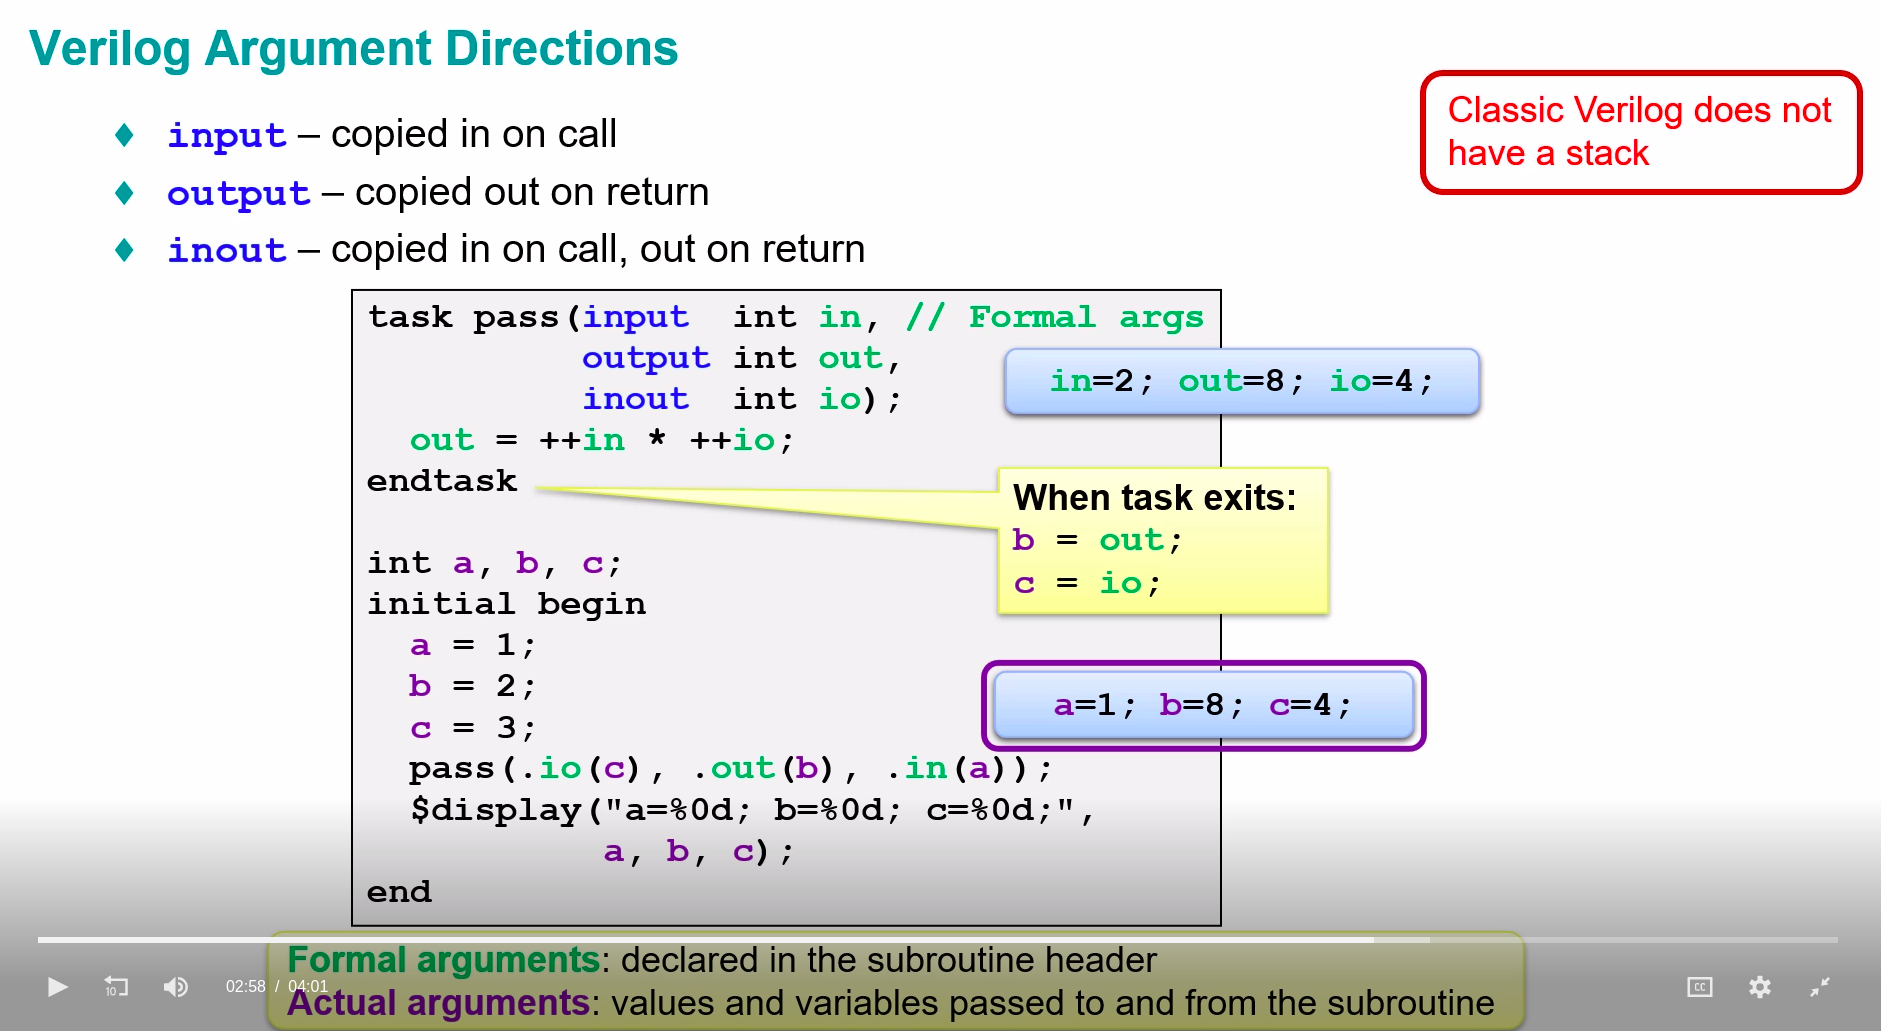 Verilog Argument Directions
Classic Verilog does not
have a stack
input – copied in on call
output – copied out on return
inout – copied in on call, out on return
task pass(input  int in, // Formal args
          output int out,
          inout  int io);
in=2; out=8; io=4;
  out = ++in * ++io;
endtask
When task exits:
b = out;
c = io;
int a, b, c;
initial begin
  a = 1;
  b = 2;
  c = 3;
a=1; b=8; c=4;
  pass(.io(c), .out(b), .in(a));
  $display("a=%0d; b=%0d; c=%0d;",
           a, b, c);
end
Formal arguments: declared in the subroutine header
Actual arguments: values and variables passed to and from the subroutine
10
02:58 / 04:01
CC